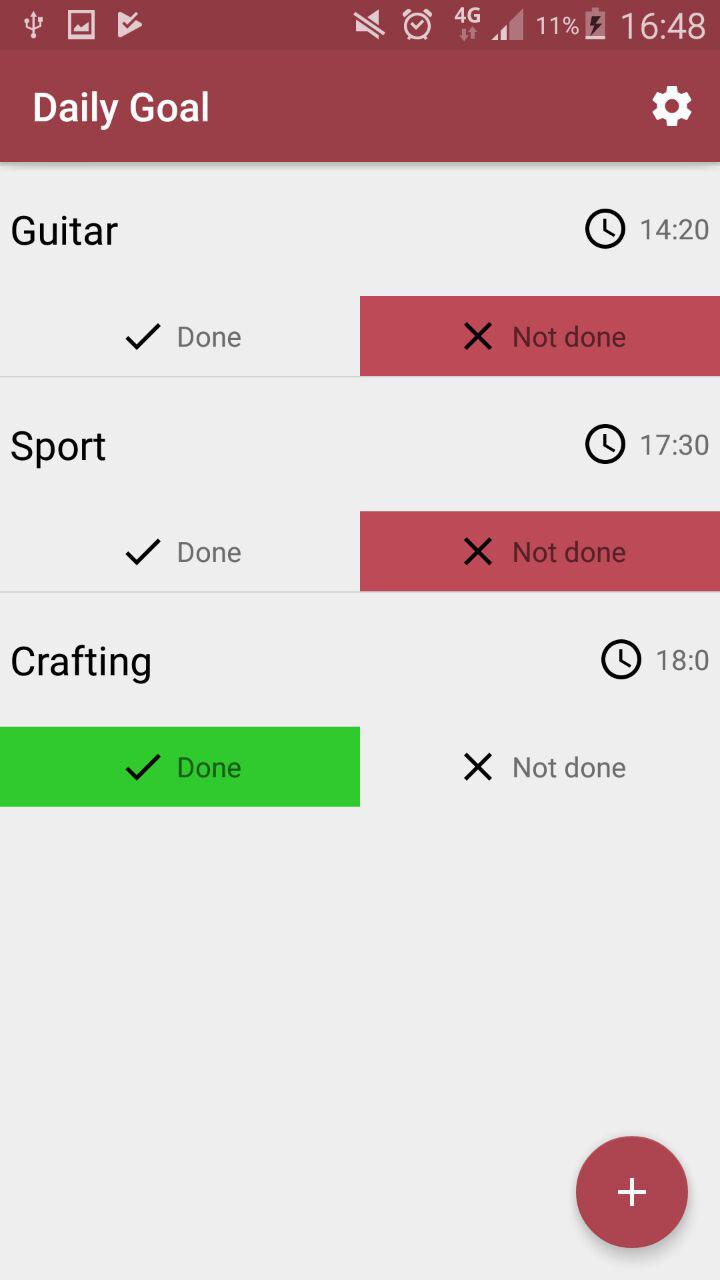 4G 11% 16:48
Daily Goal
Guitar 14:20
Done Not done
Sport 17:30
Done Not done
Crafting 18:0
Done Not done